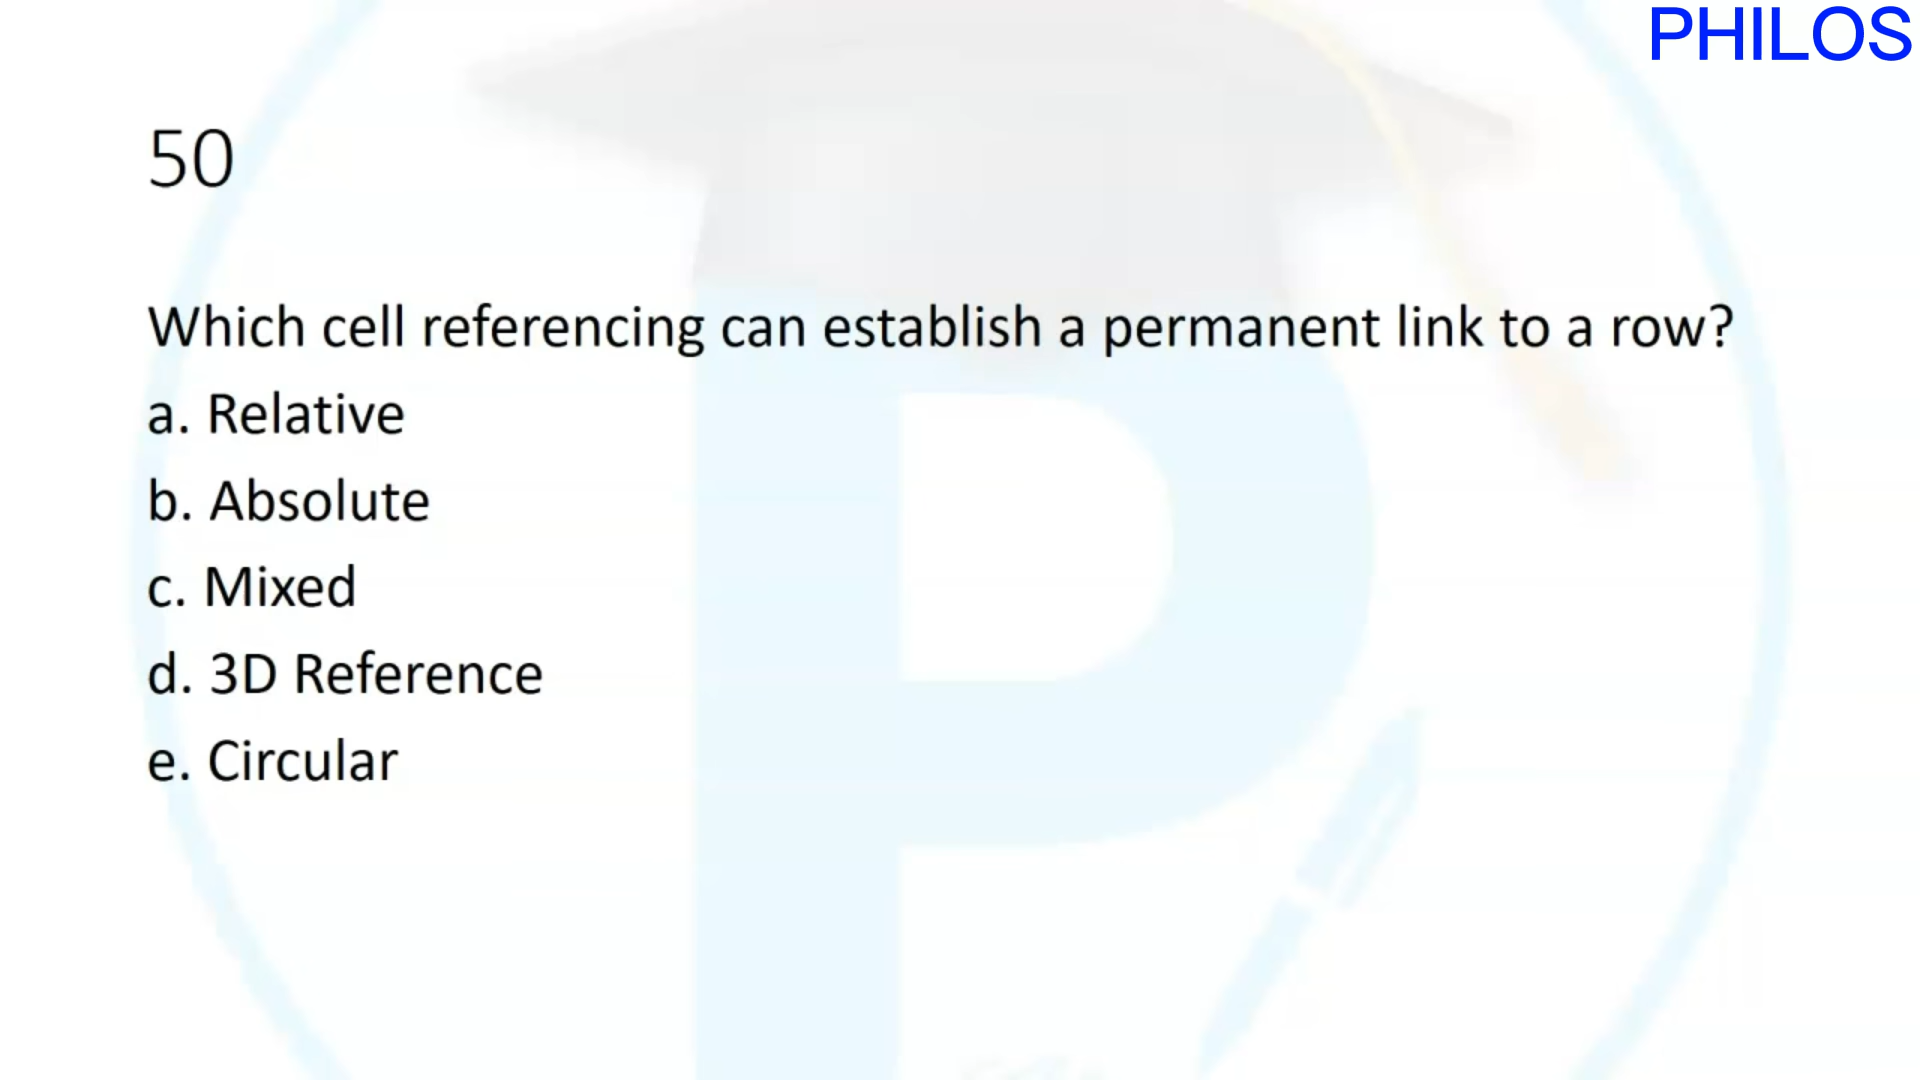 PHILOS
50
Which cell referencing can establish a permanent link to a row?
a. Relative
b. Absolute
c. Mixed
d. 3D Reference
e. Circular